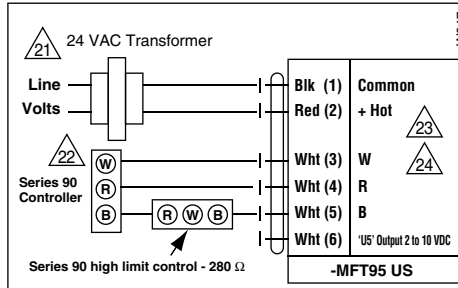 21 24 VAC Transformer
Line
Volts
Blk (1) Common
Red (2) + Hot
23
22
24
W
R
B
Series 90
Controller
R W B
Wht (3) W
Wht (4) R
Wht (5) B
Wht (6) 'U5' Output 2 to 10 VDC
Series 90 high limit control - 280 Ω
-MFT95 US